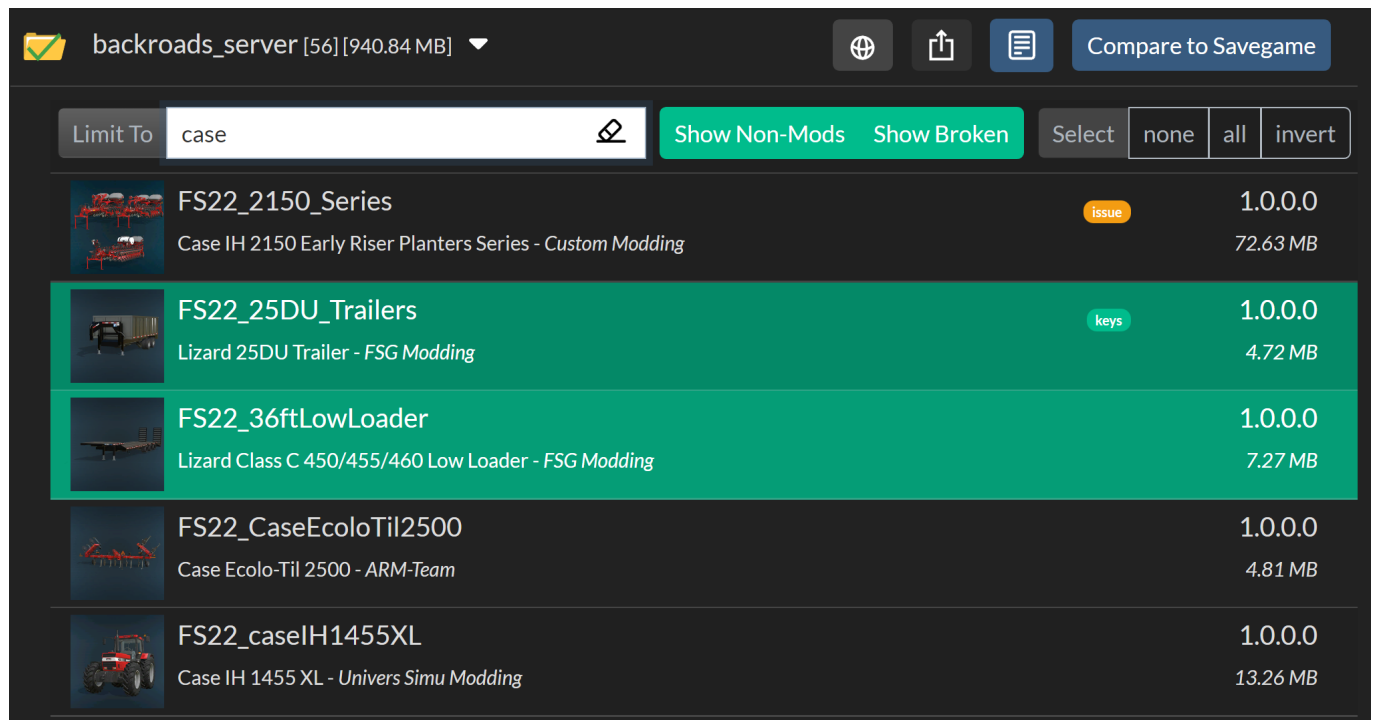 backroads_server [56] [940.84 MB]
Compare to Savegame
Limit To case Show Non-Mods Show Broken Select none all invert
FS22_2150_Series issue 1.0.0.0
Case IH 2150 Early Riser Planters Series - Custom Modding 72.63 MB
FS22_25DU_Trailers keys 1.0.0.0
Lizard 25DU Trailer - FSG Modding 4.72 MB
FS22_36ftLowLoader 1.0.0.0
Lizard Class C 450/455/460 Low Loader - FSG Modding 7.27 MB
FS22_CaseEcoloTil2500 1.0.0.0
Case Ecolo-Til 2500 - ARM-Team 4.81 MB
FS22_caseIH1455XL 1.0.0.0
Case IH 1455 XL - Univers Simu Modding 13.26 MB